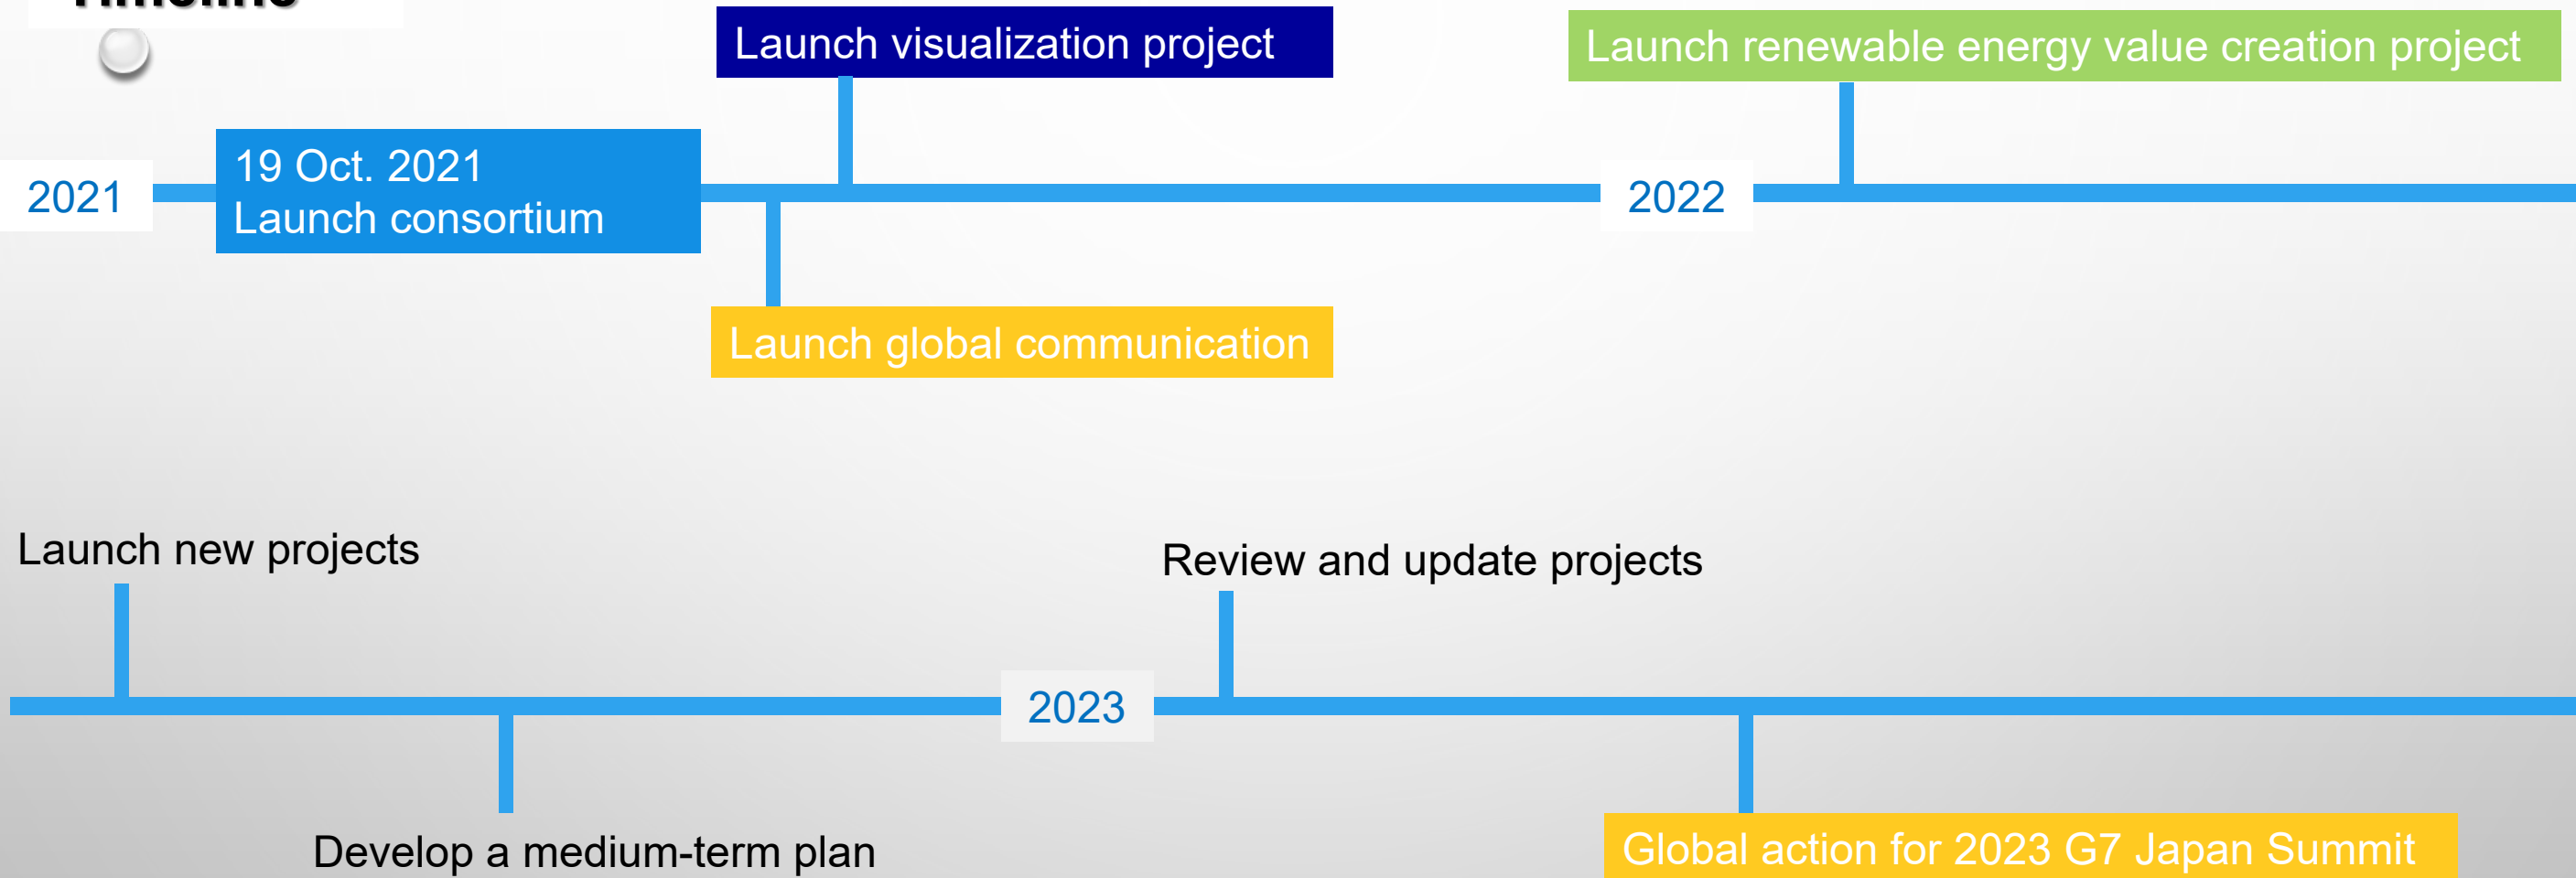 Timeline
Launch visualization project
Launch renewable energy value creation project
2021
19 Oct. 2021
Launch consortium
2022
Launch global communication
Launch new projects
Review and update projects
2023
Develop a medium-term plan
Global action for 2023 G7 Japan Summit